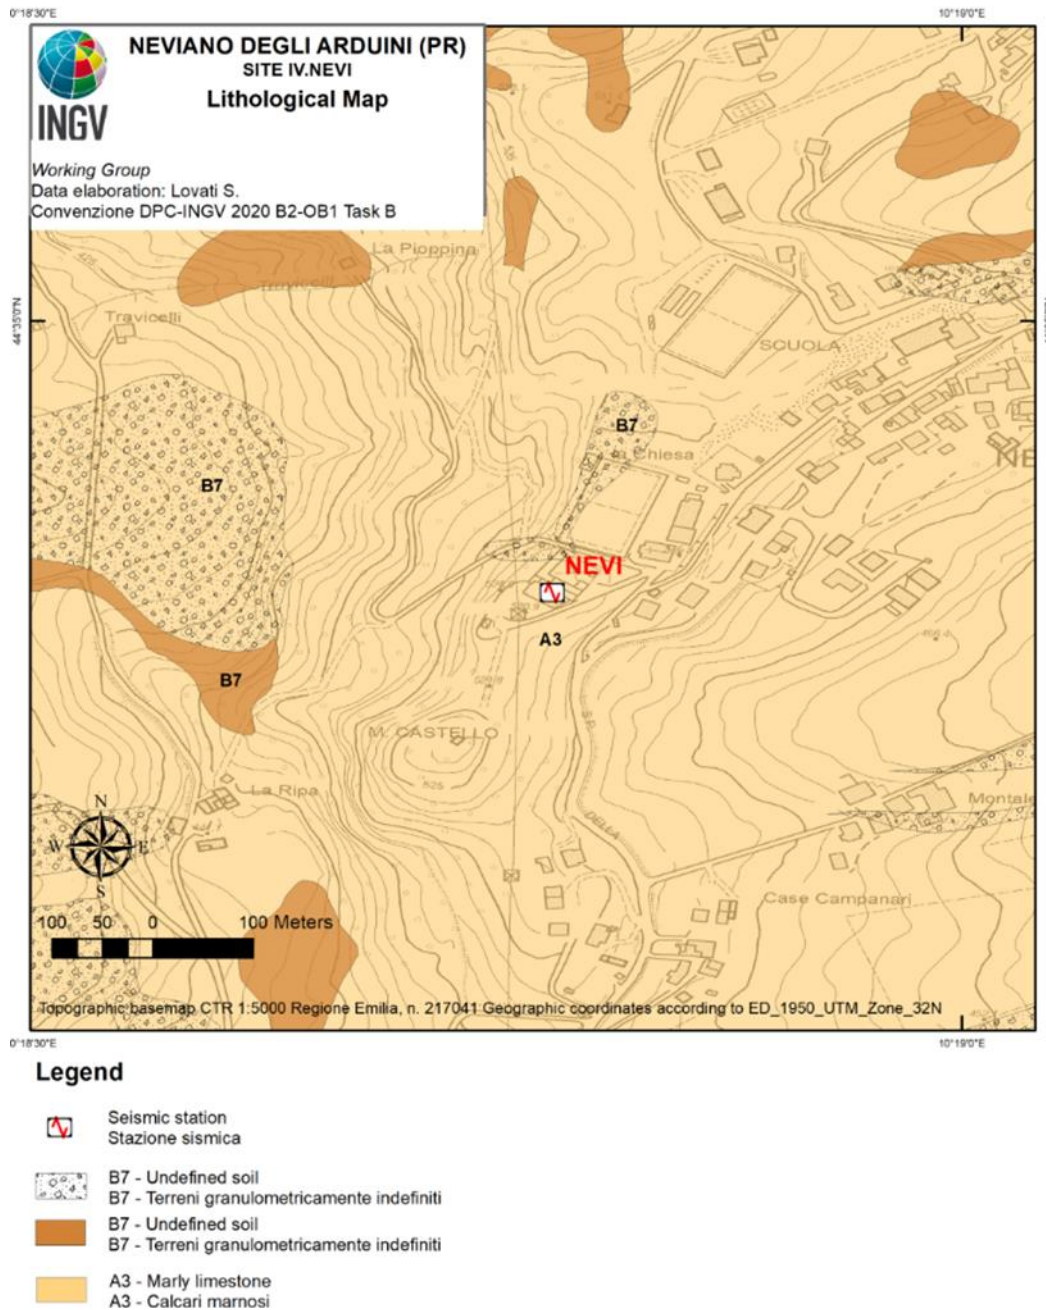 0°18'30"E
10°19'0"E
INGV
NEVIANO DEGLI ARDUINI (PR)
SITE IV.NEVI
Lithological Map
Working Group
Data elaboration: Lovati S.
Convenzione DPC-INGV 2020 B2-OB1 Task B
La Pioppina
Travicelli
Travicelli
44°35'0"N
SCUOLA
B7
La Chiesa
NE
B7
NEVI
A3
B7
M. CASTELLO
525
S.P.
DELLA
La Ripa
Montale
Case Campanari
N
W E
S
100 50 0 100 Meters
Topographic basemap CTR 1:5000 Regione Emilia, n. 217041 Geographic coordinates according to ED_1950_UTM_Zone_32N
0°18'30"E
10°19'0"E
Legend
Seismic station
Stazione sismica
B7 - Undefined soil
B7 - Terreni granulometricamente indefiniti
B7 - Undefined soil
B7 - Terreni granulometricamente indefiniti
A3 - Marly limestone
A3 - Calcari marnosi